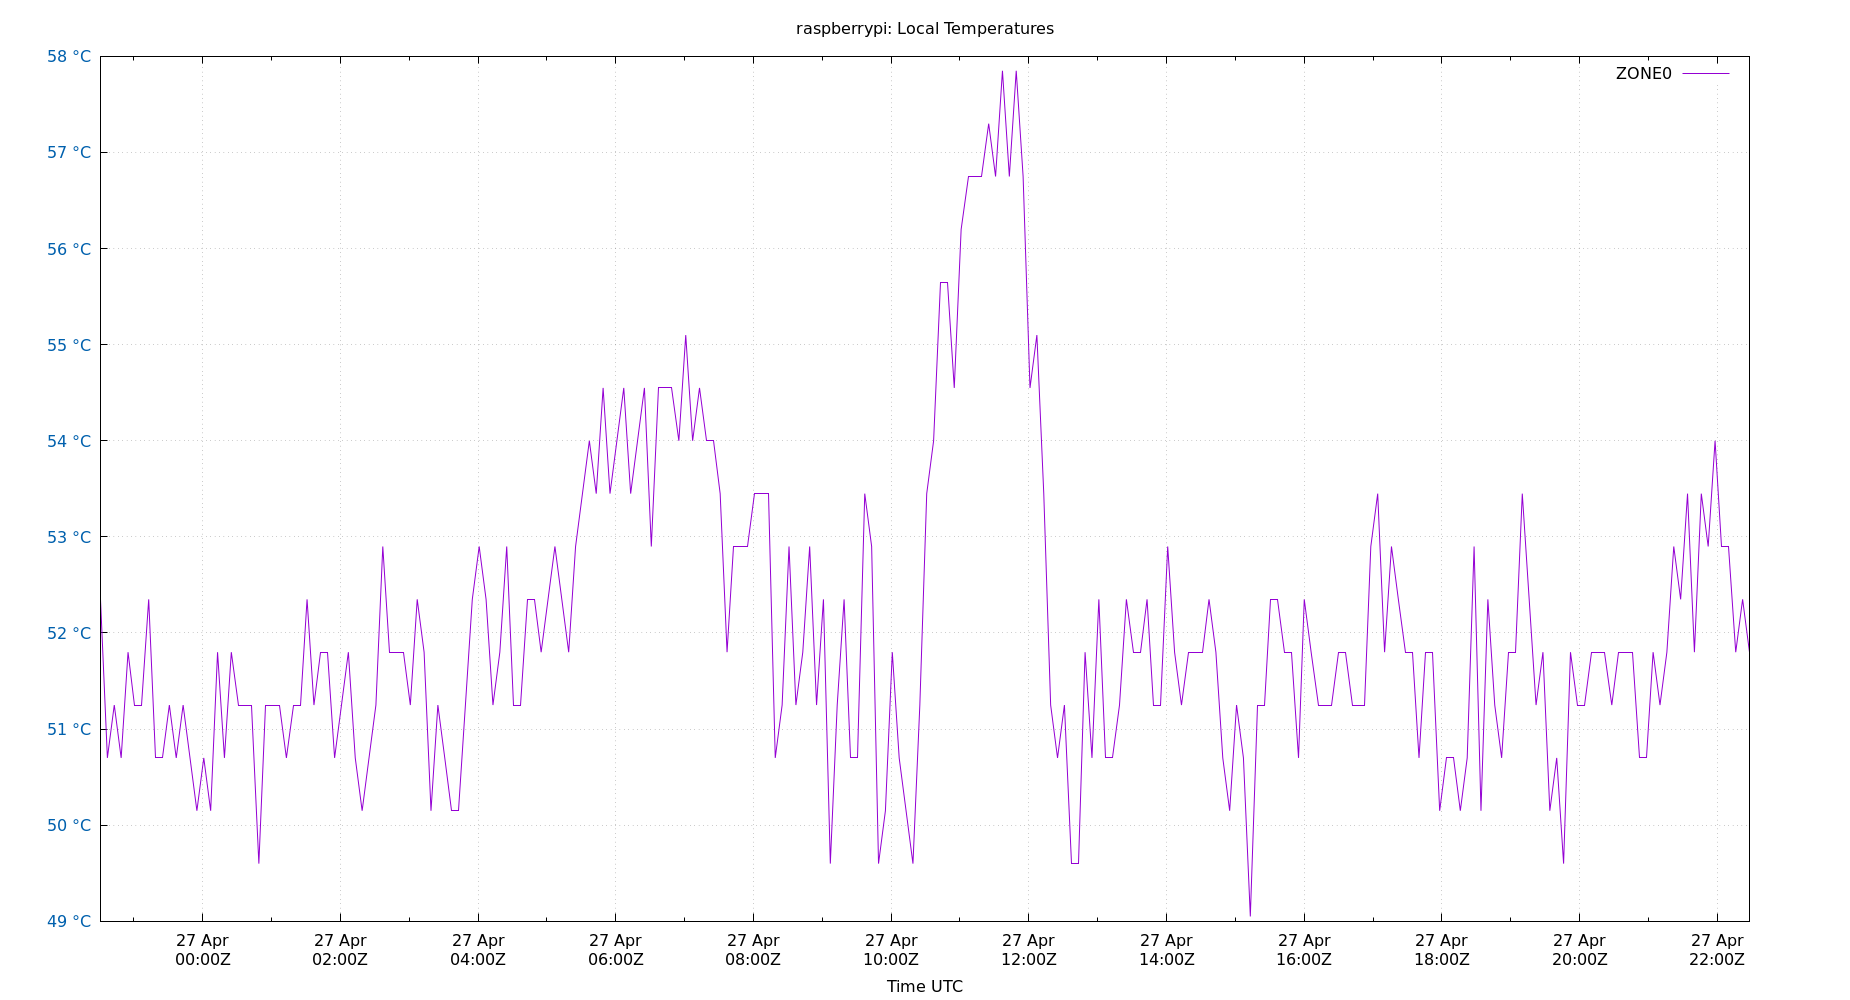 raspberrypi: Local Temperatures
58 °C
ZONE0
57 °C
56 °C
55 °C
54 °C
53 °C
52 °C
51 °C
50 °C
49 °C
27 Apr 27 Apr 27 Apr 27 Apr 27 Apr 27 Apr 27 Apr 27 Apr 27 Apr 27 Apr 27 Apr 27 Apr
00:00Z 02:00Z 04:00Z 06:00Z 08:00Z 10:00Z 12:00Z 14:00Z 16:00Z 18:00Z 20:00Z 22:00Z
Time UTC